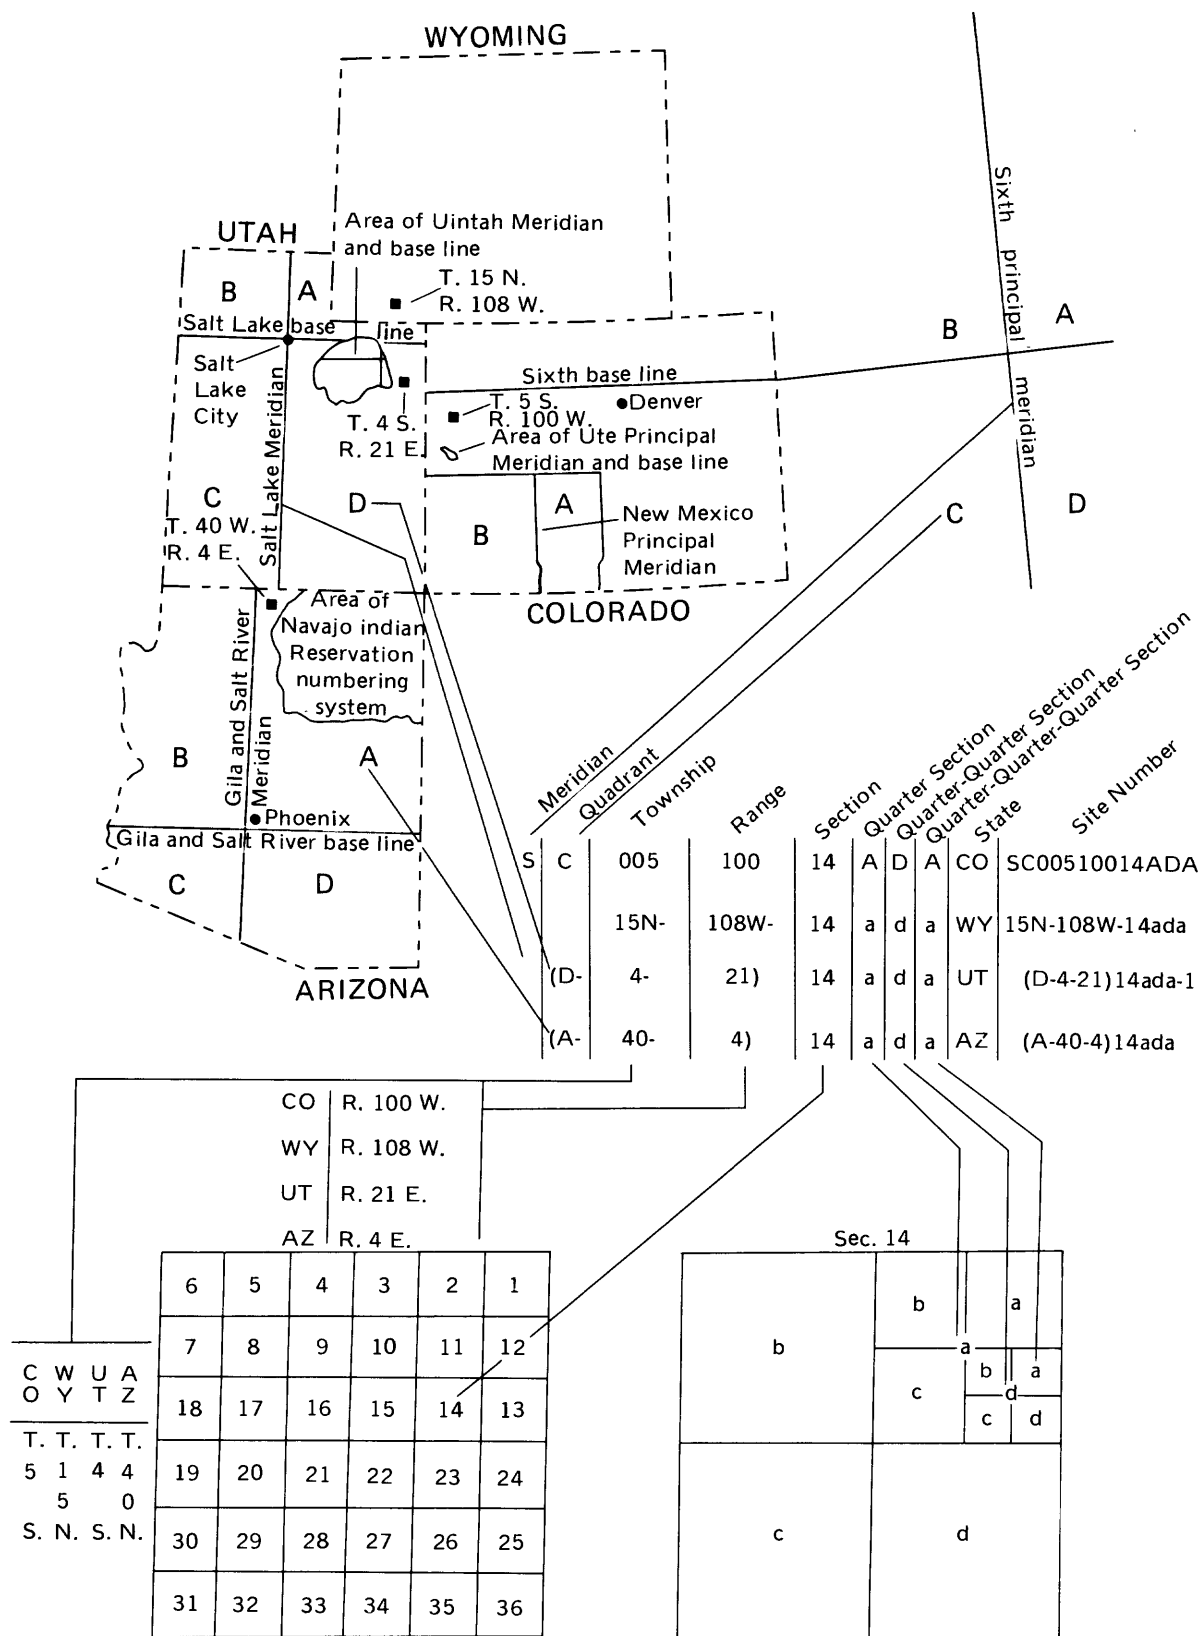 WYOMING
UTAH
Area of Uintah Meridian
and base line
T. 15 N.
R. 108 W.
B
A
Salt Lake base line
Salt
Lake
City
Salt Lake Meridian
T. 4 S.
R. 21 E.
C
D
T. 40 W.
R. 4 E.
Sixth base line
T. 5 S.
R. 100 W.
Denver
Area of Ute Principal
Meridian and base line
B
A
New Mexico
Principal
Meridian
COLORADO
Sixth principal meridian
B
A
C
D
Area of
Navajo indian
Reservation
numbering
system
Gila and Salt River
Meridian
B
A
Phoenix
Gila and Salt River base line
C
D
ARIZONA
Meridian
Quadrant
Township
Range
Section
Quarter Section
Quarter-Quarter Section
Quarter-Quarter-Quarter Section
State
Site Number
S C 005 100 14 A D A CO SC00510014ADA
15N- 108W- 14 a d a WY 15N-108W-14ada
(D- 4- 21) 14 a d a UT (D-4-21)14ada-1
(A- 40- 4) 14 a d a AZ (A-40-4)14ada
CO R. 100 W.
WY R. 108 W.
UT R. 21 E.
AZ R. 4 E.
C W U A
O Y T Z
T. T. T. T.
5 1 4 4
5 0
S. N. S. N.
6 5 4 3 2 1
7 8 9 10 11 12
18 17 16 15 14 13
19 20 21 22 23 24
30 29 28 27 26 25
31 32 33 34 35 36
Sec. 14
b a
b a
b a
c d
c d
c d